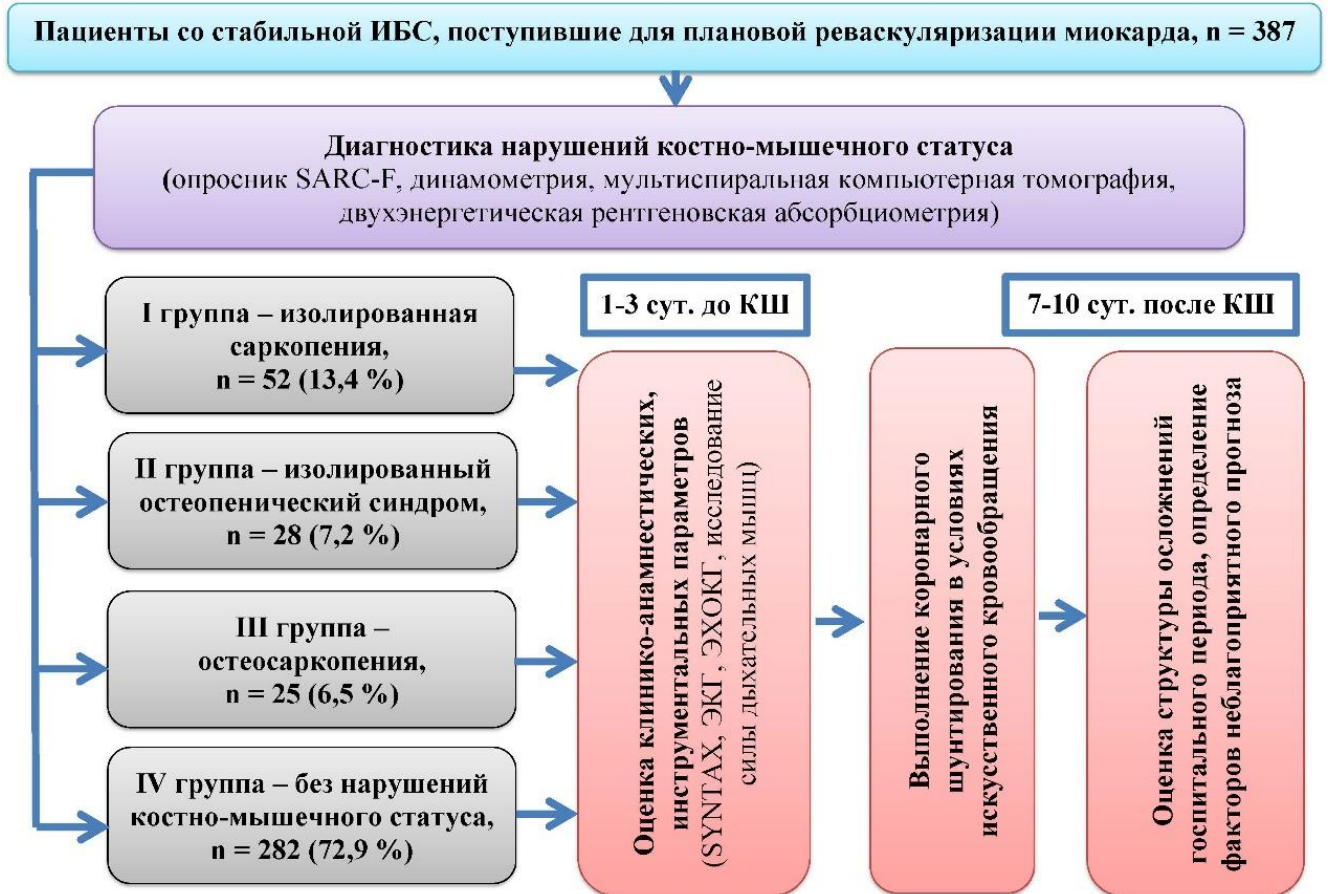 Пациенты со стабильной ИБС, поступившие для плановой реваскуляризации миокарда, n = 387
Диагностика нарушений костно-мышечного статуса
(опросник SARC-F, динамометрия, мультиспиральная компьютерная томография,
двухэнергетическая рентгеновская абсорбциометрия)
I группа – изолированная
саркопения,
n = 52 (13,4 %)
II группа – изолированный
остеопенический синдром,
n = 28 (7,2 %)
III группа –
остеосаркопения,
n = 25 (6,5 %)
IV группа – без нарушений
костно-мышечного статуса,
n = 282 (72,9 %)
1-3 сут. до КШ
Оценка клинико-анамнестических,
инструментальных параметров
(SYNTAX, ЭКГ, ЭХОКГ, исследование
силы дыхательных мышц)
Выполнение коронарного
шунтирования в условиях
искусственного кровообращения
7-10 сут. после КШ
Оценка структуры осложнений
госпитального периода, определение
факторов неблагоприятного прогноза